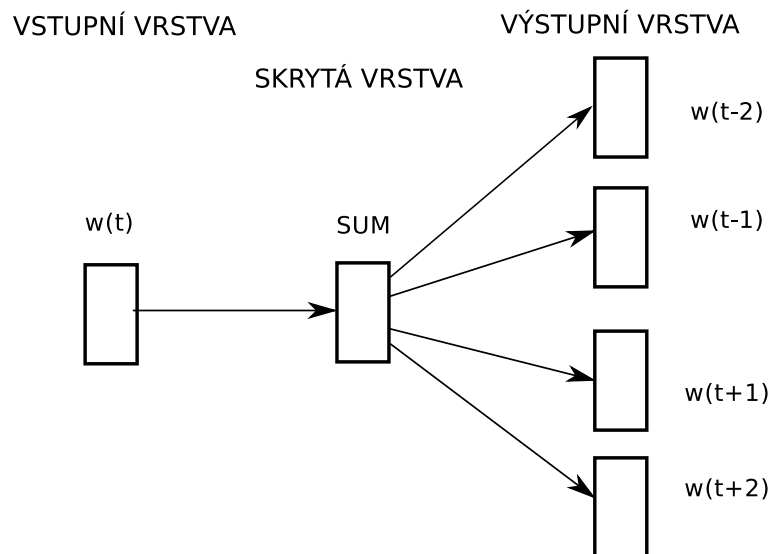 VSTUPNÍ VRSTVA
VÝSTUPNÍ VRSTVA
SKRYTÁ VRSTVA
w(t-2)
w(t)
SUM
w(t-1)
w(t+1)
w(t+2)